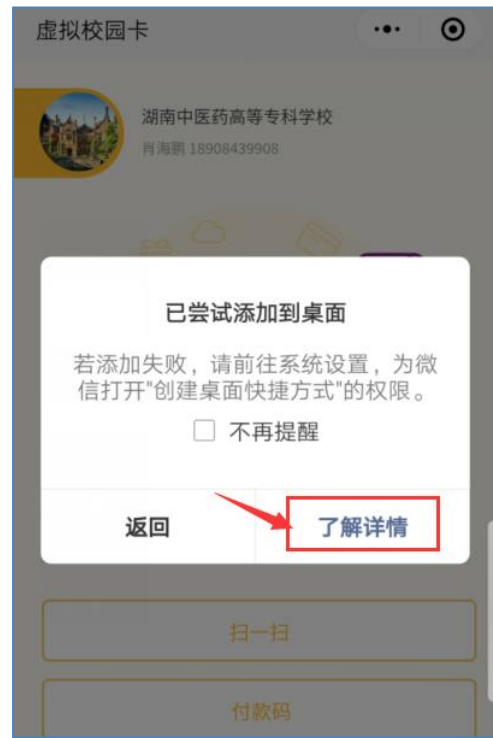 虚拟校园卡
湖南中医药高等专科学校
肖海鹏 18908439908
已尝试添加到桌面
若添加失败，请前往系统设置，为微
信打开"创建桌面快捷方式"的权限。
不再提醒
返回
了解详情
扫一扫
付款码